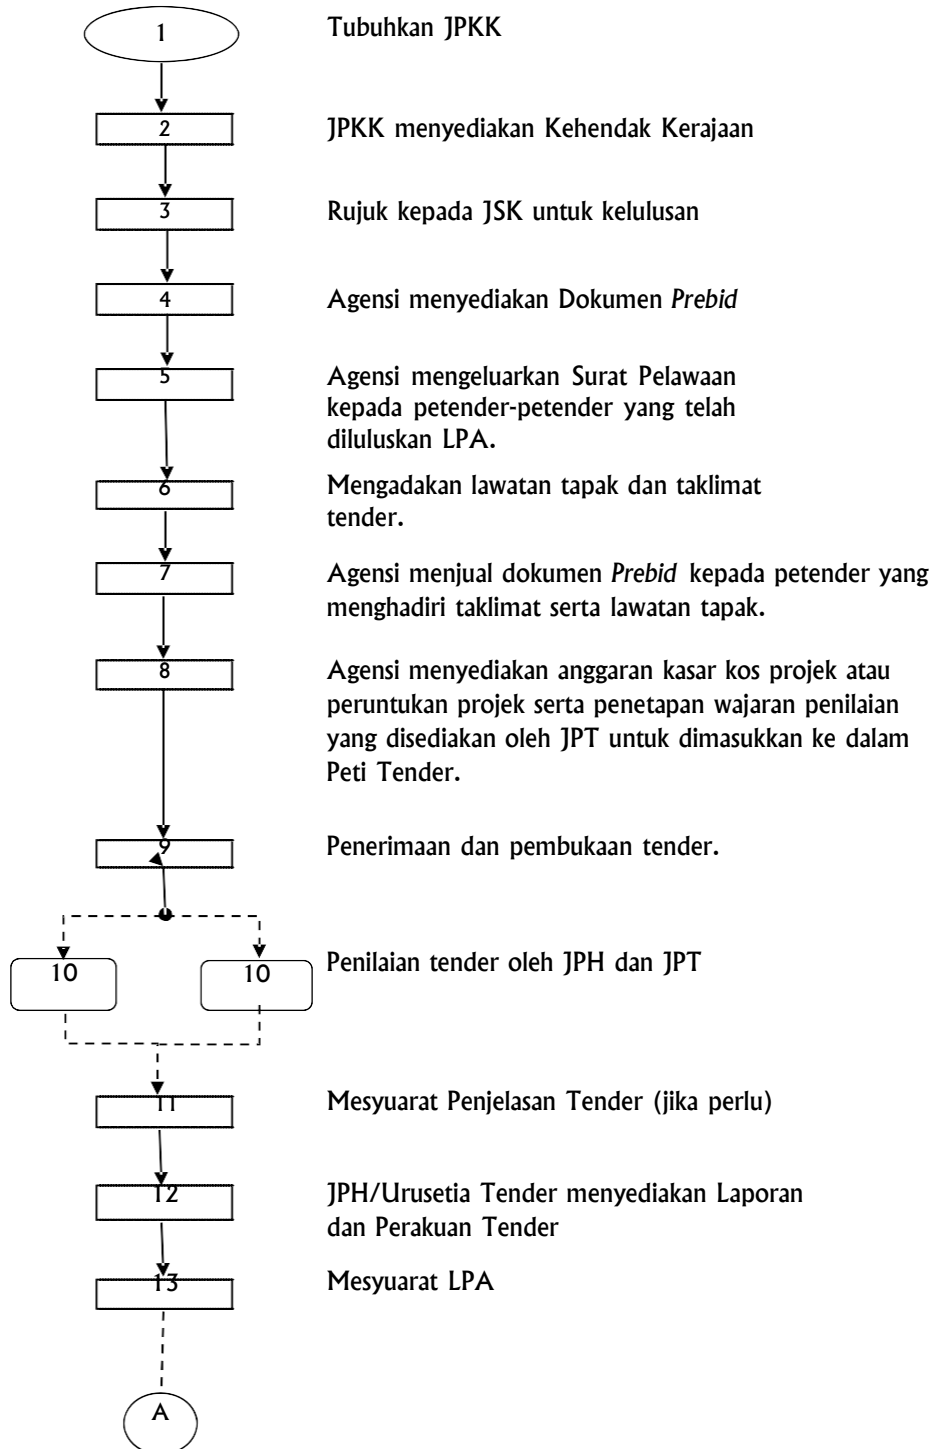 1 Tubuhkan JPKK
2 JPKK menyediakan Kehendak Kerajaan
3 Rujuk kepada JSK untuk kelulusan
4 Agensi menyediakan Dokumen Prebid
5 Agensi mengeluarkan Surat Pelawaan
kepada petender-petender yang telah
diluluskan LPA.
6 Mengadakan lawatan tapak dan taklimat
tender.
7 Agensi menjual dokumen Prebid kepada petender yang
menghadiri taklimat serta lawatan tapak.
8 Agensi menyediakan anggaran kasar kos projek atau
peruntukan projek serta penetapan wajaran penilaian
yang disediakan oleh JPT untuk dimasukkan ke dalam
Peti Tender.
9 Penerimaan dan pembukaan tender.
10 10 Penilaian tender oleh JPH dan JPT
11 Mesyuarat Penjelasan Tender (jika perlu)
12 JPH/Urusetia Tender menyediakan Laporan
dan Perakuan Tender
13 Mesyuarat LPA
A